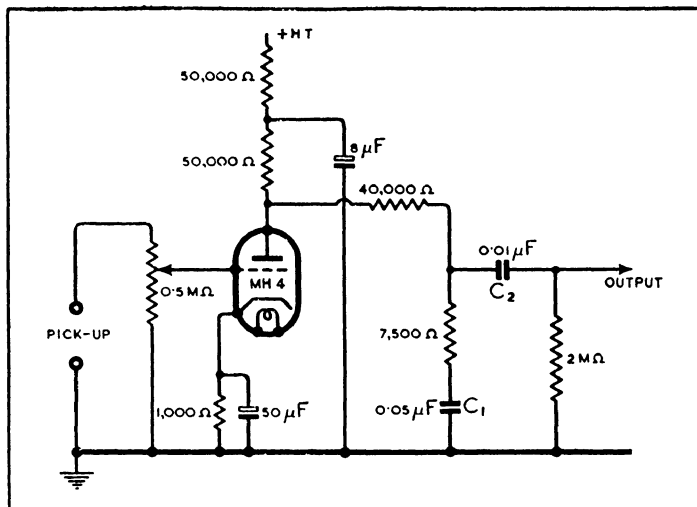 +HT
50,000 Ω
50,000 Ω
8 μF
40,000 Ω
0·01 μF
C₂
OUTPUT
MH 4
0·5 MΩ
PICK-UP
7,500 Ω
2 MΩ
1,000 Ω
50 μF
0·05 μF
C₁